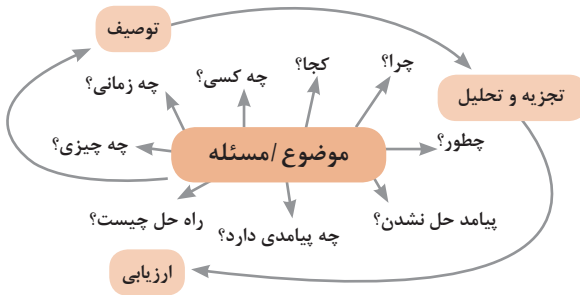 توصیف
چرا؟
کجا؟
چه کسی؟
چه زمانی؟
تجزیه و تحلیل
چطور؟
موضوع /مسئله
چه چیزی؟
پیامد حل نشدن؟
چه پیامدی دارد؟
راه حل چیست؟
ارزیابی